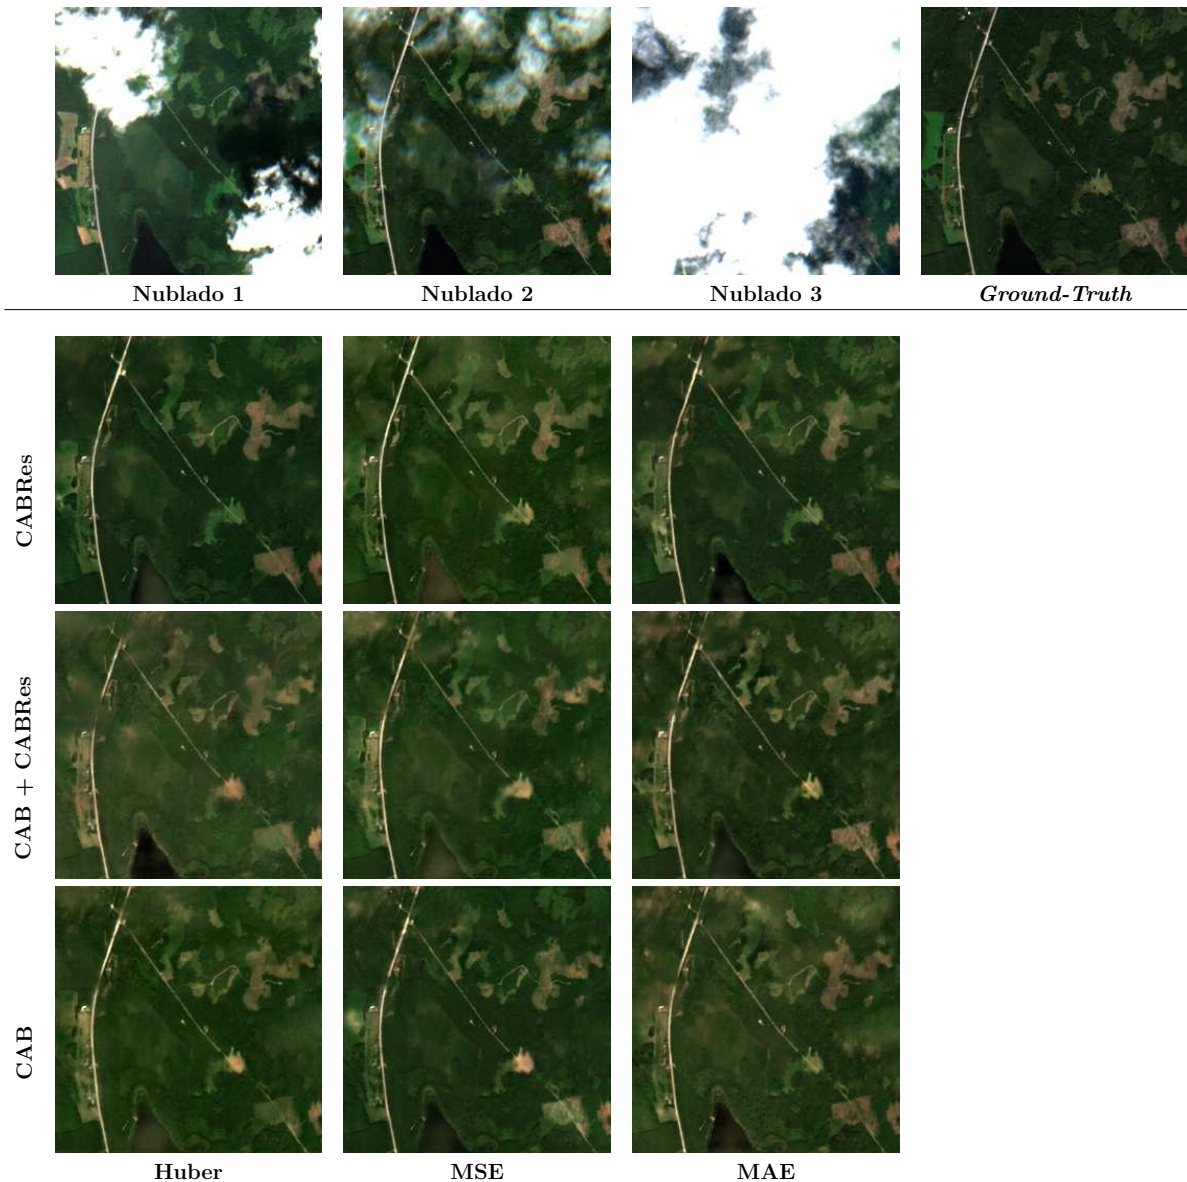 Nublado 1
Nublado 2
Nublado 3
Ground-Truth
CABRes
CAB + CABRes
CAB
Huber
MSE
MAE